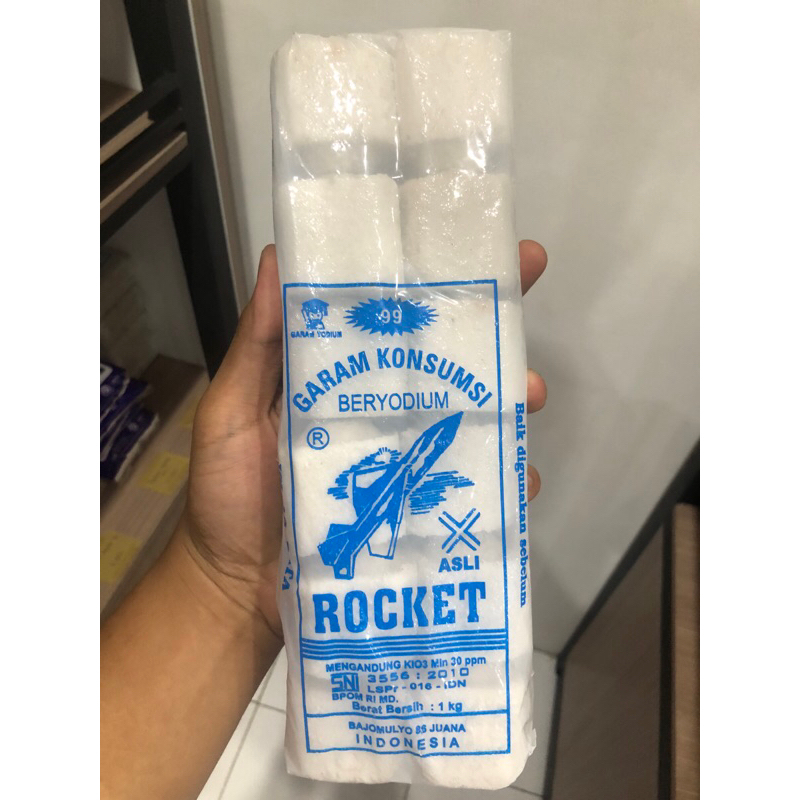 GARAM YODIUM
99
GARAM KONSUMSI
BERYODIUM
®
ASLI
ROCKET
MENGANDUNG KIO3 Min 30 ppm
SNI 3556 : 2010
LSPr - 016 - IDN
BPOM RI MD.
Berat Bersih : 1 kg
BAJOMULYO 85 JUANA
INDONESIA
Baik digunakan sebelum